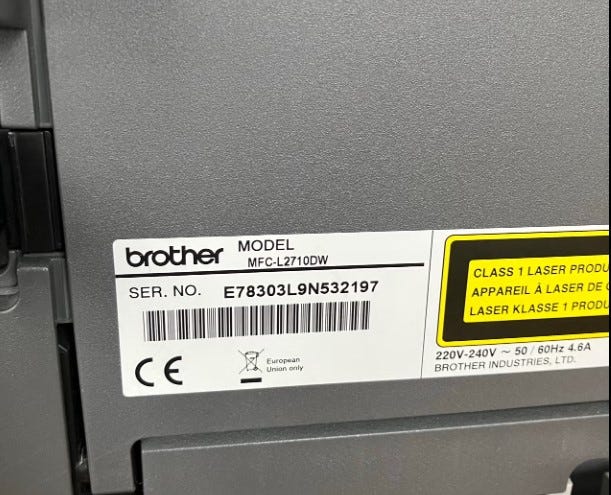 brother MODEL
MFC-L2710DW
SER. NO. E78303L9N532197
CE
European
Union only
CLASS 1 LASER PRODU
APPAREIL À LASER DE
LASER KLASSE 1 PRODU
220V-240V ~ 50 / 60Hz 4.6A
BROTHER INDUSTRIES, LTD.